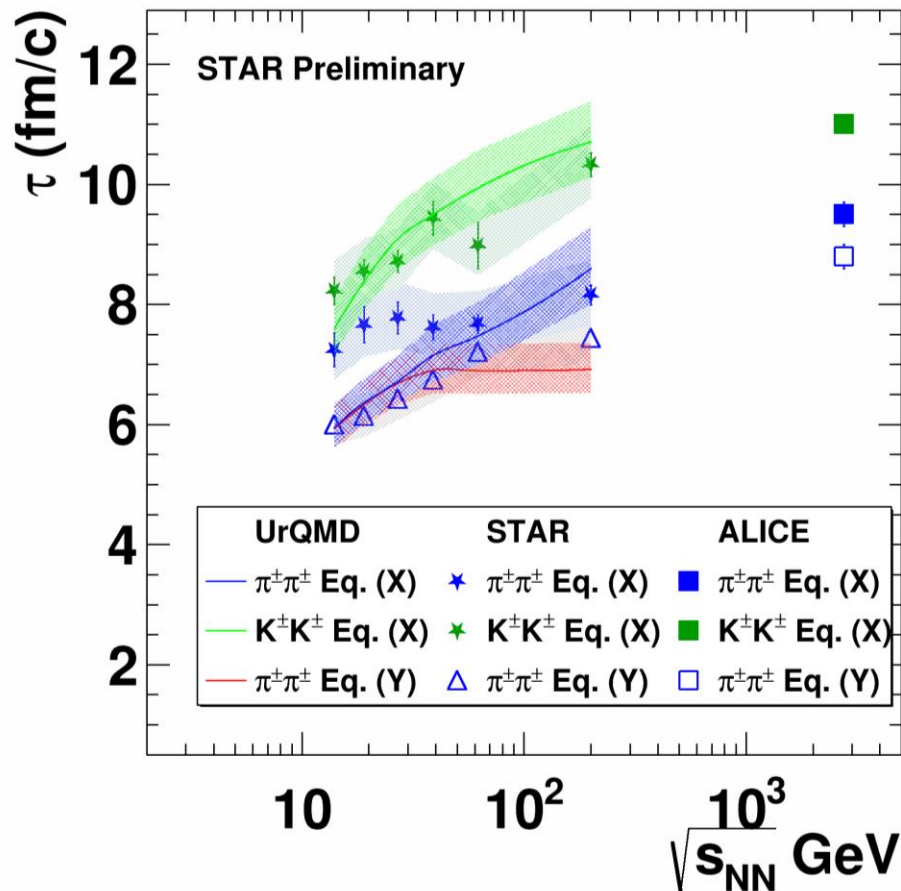 τ (fm/c)
12
10
8
6
4
2
STAR Preliminary
UrQMD STAR ALICE
π±π± Eq. (X) π±π± Eq. (X) π±π± Eq. (X)
K±K± Eq. (X) K±K± Eq. (X) K±K± Eq. (X)
π±π± Eq. (Y) π±π± Eq. (Y) π±π± Eq. (Y)
10 10² 10³
√sNN GeV